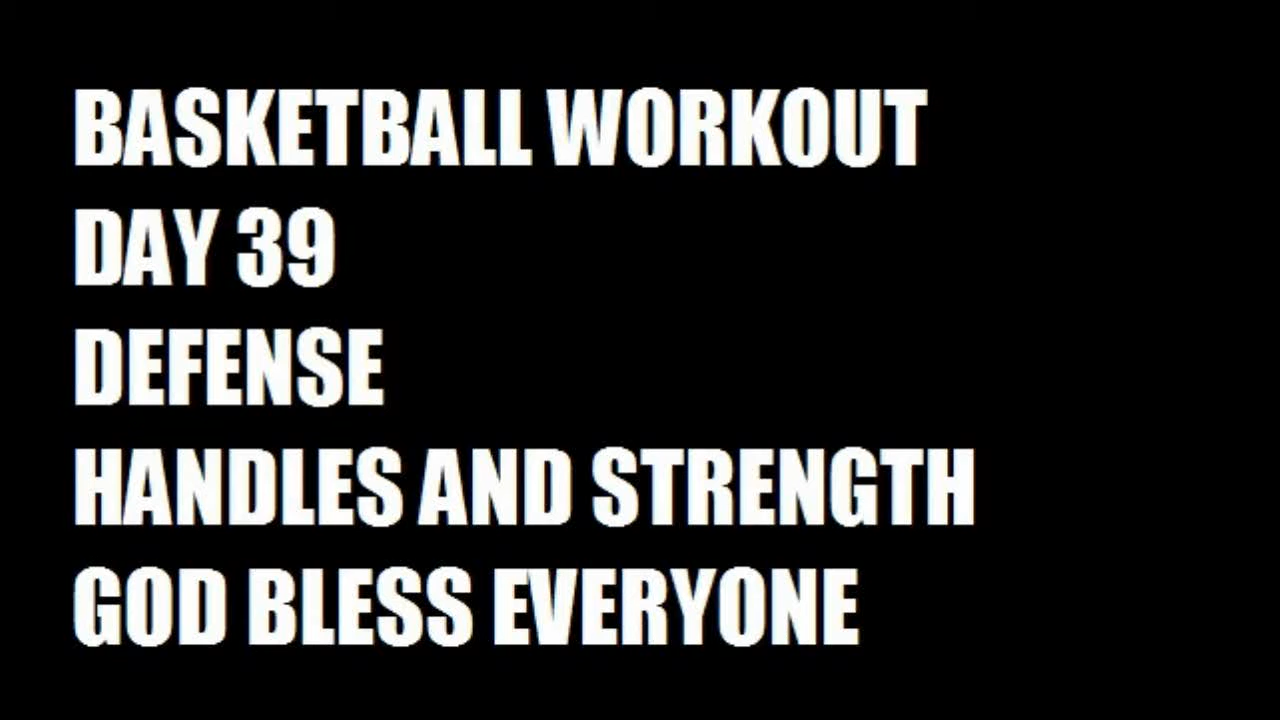 BASKETBALL WORKOUT
DAY 39
DEFENSE
HANDLES AND STRENGTH
GOD BLESS EVERYONE